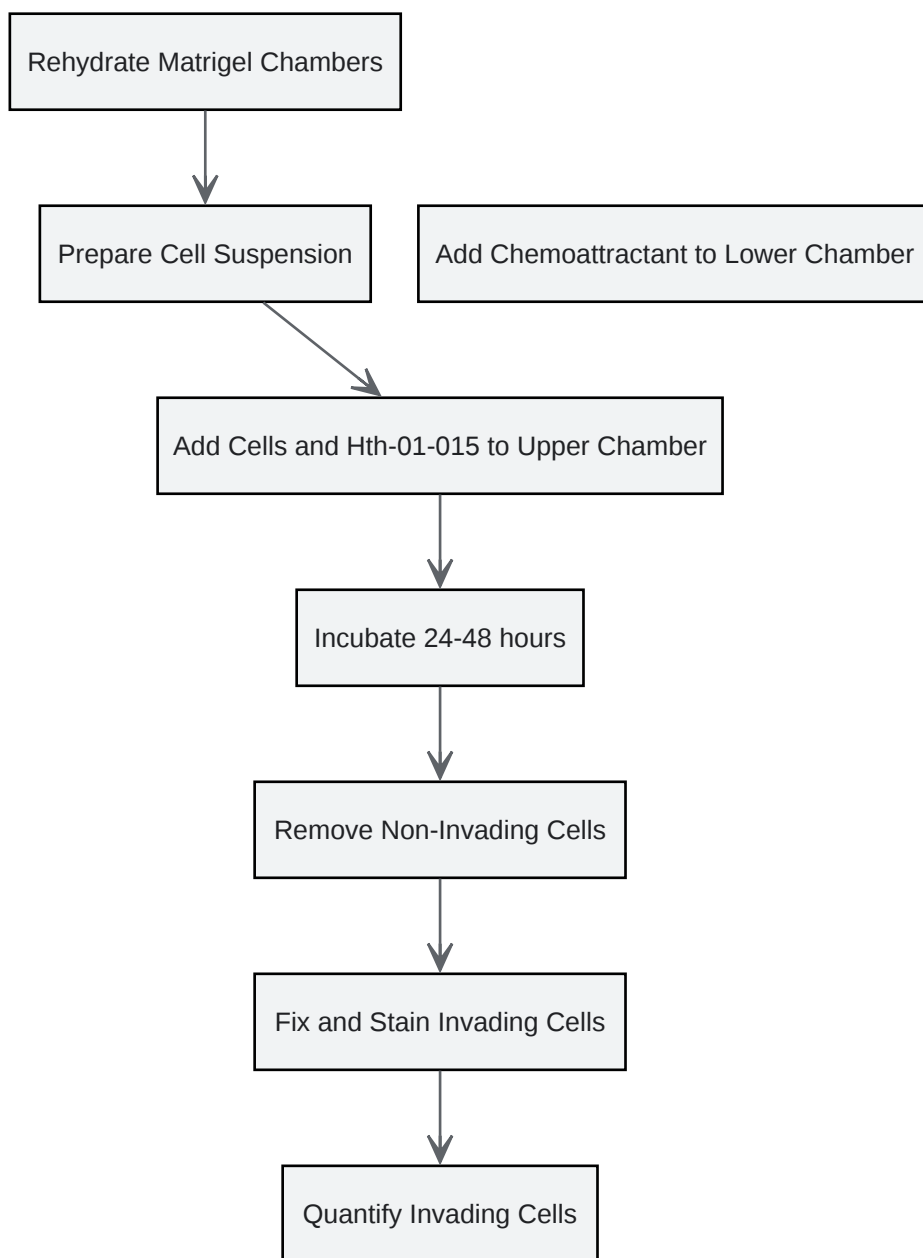 Rehydrate Matrigel Chambers
Prepare Cell Suspension
Add Chemoattractant to Lower Chamber
Add Cells and Hth-01-015 to Upper Chamber
Incubate 24-48 hours
Remove Non-Invading Cells
Fix and Stain Invading Cells
Quantify Invading Cells